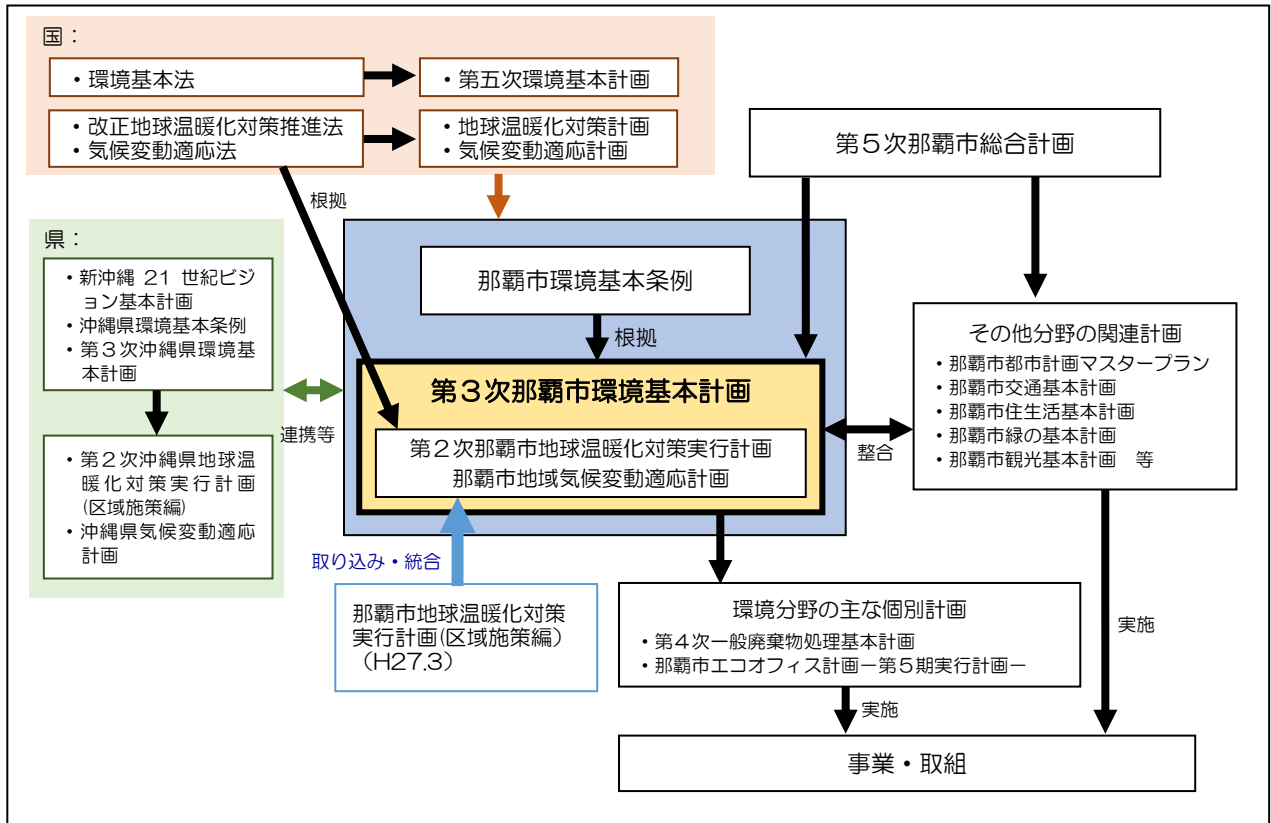 国：
・環境基本法
・第五次環境基本計画
・改正地球温暖化対策推進法
・気候変動適応法
・地球温暖化対策計画
・気候変動適応計画
第５次那覇市総合計画
根拠
県：
・新沖縄 21 世紀ビジ
ョン基本計画
・沖縄県環境基本条例
・第３次沖縄県環境基
本計画
・第２次沖縄県地球温
暖化対策実行計画
(区域施策編)
・沖縄県気候変動適応
計画
連携等
那覇市環境基本条例
根拠
第３次那覇市環境基本計画
第２次那覇市地球温暖化対策実行計画
那覇市地域気候変動適応計画
整合
その他分野の関連計画
・那覇市都市計画マスタープラン
・那覇市交通基本計画
・那覇市住生活基本計画
・那覇市緑の基本計画
・那覇市観光基本計画　等
取り込み・統合
那覇市地球温暖化対策
実行計画(区域施策編）
（H27.3）
環境分野の主な個別計画
・第４次一般廃棄物処理基本計画
・那覇市エコオフィス計画ー第５期実行計画ー
実施
実施
事業・取組